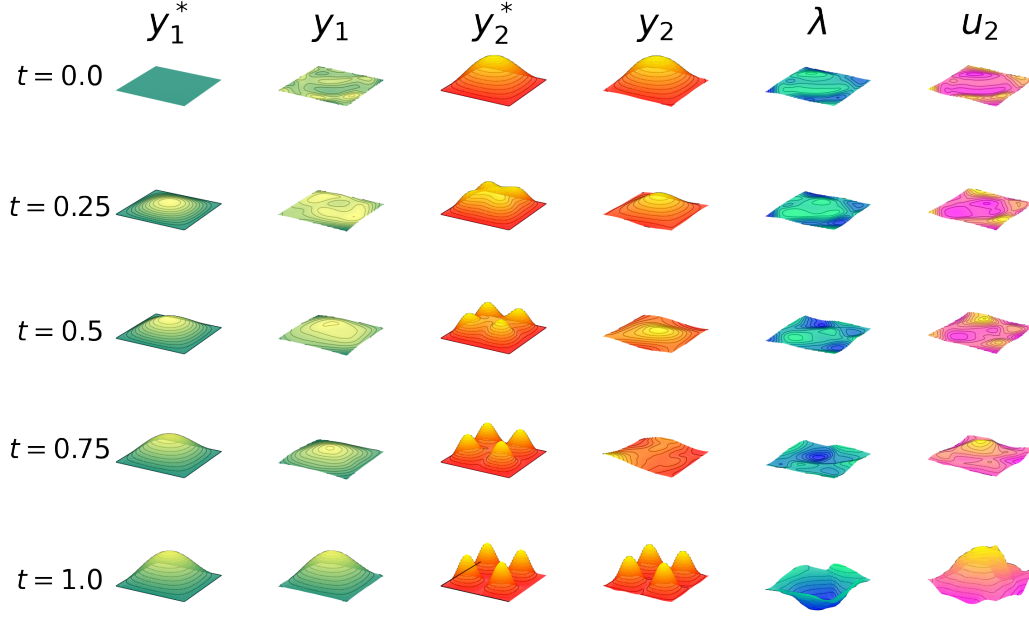 y₁* y₁ y₂* y₂ λ u₂
t = 0.0
t = 0.25
t = 0.5
t = 0.75
t = 1.0